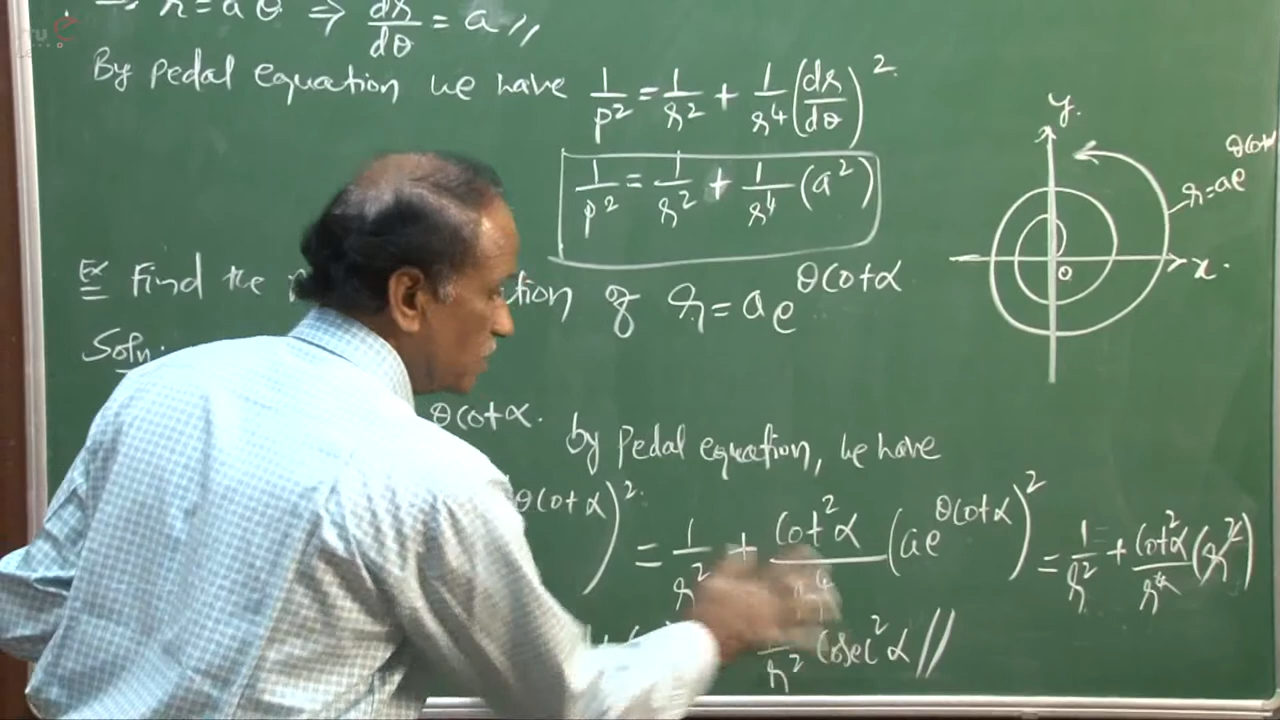 ⇒ r = aθ ⇒ dr/dθ = a //
By Pedal equation we have 1/p² = 1/r² + 1/r⁴ (dr/dθ)²
1/p² = 1/r² + 1/r⁴ (a²)
y
r = ae^θcot
x
o
Ex Find the
of r = a e^θcotα
Soln:
θcotα.
by Pedal equation, we have
θcotα)² = 1/r² + cot²α/r⁴ (ae^θcotα)² = 1/r² + cot²α/r⁴ (r²)
r² cosec²α //